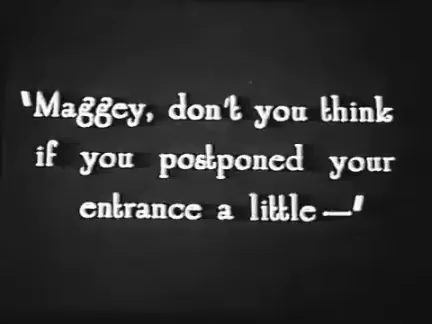 "Maggey, don't you think
if you postponed your
entrance a little—"